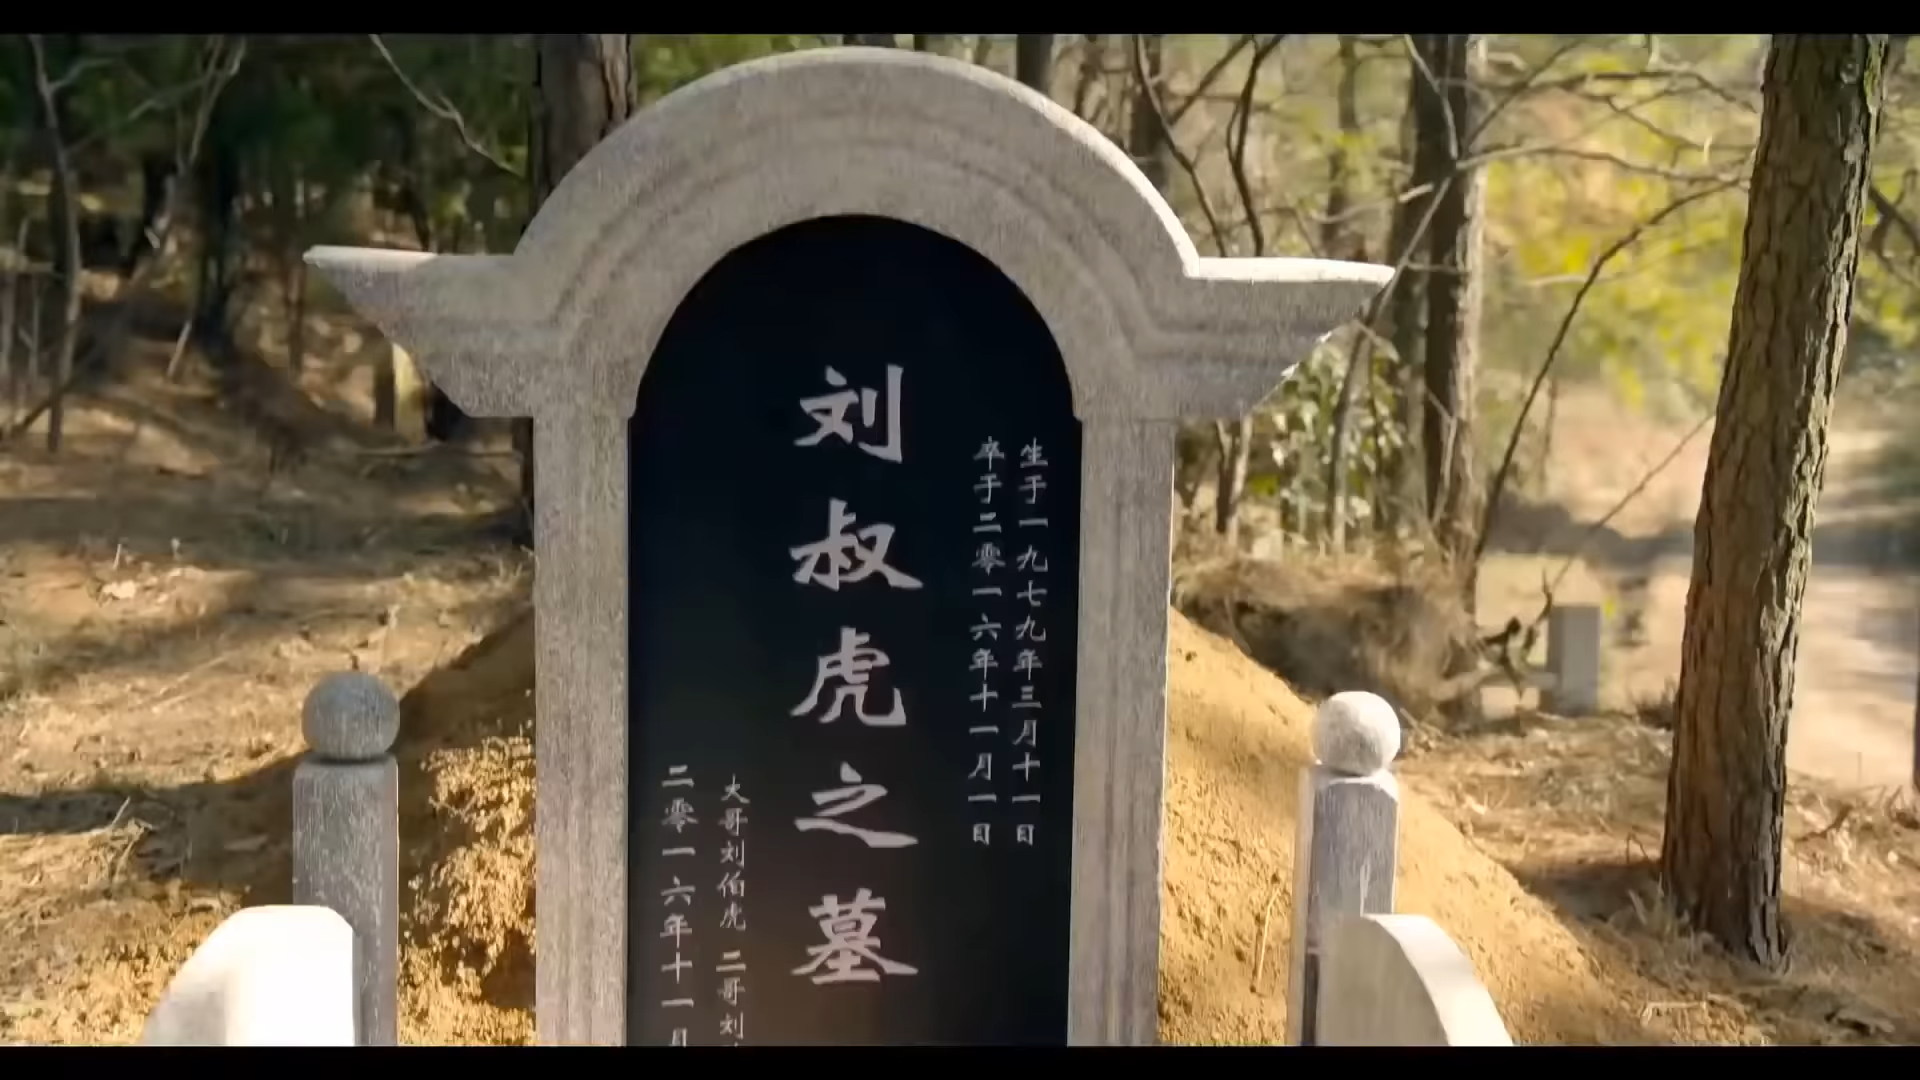 生于一九七九年三月十一日
卒于二零一六年十一月一日
刘叔虎之墓
大哥刘伯虎 二哥刘
二零一六年十一月